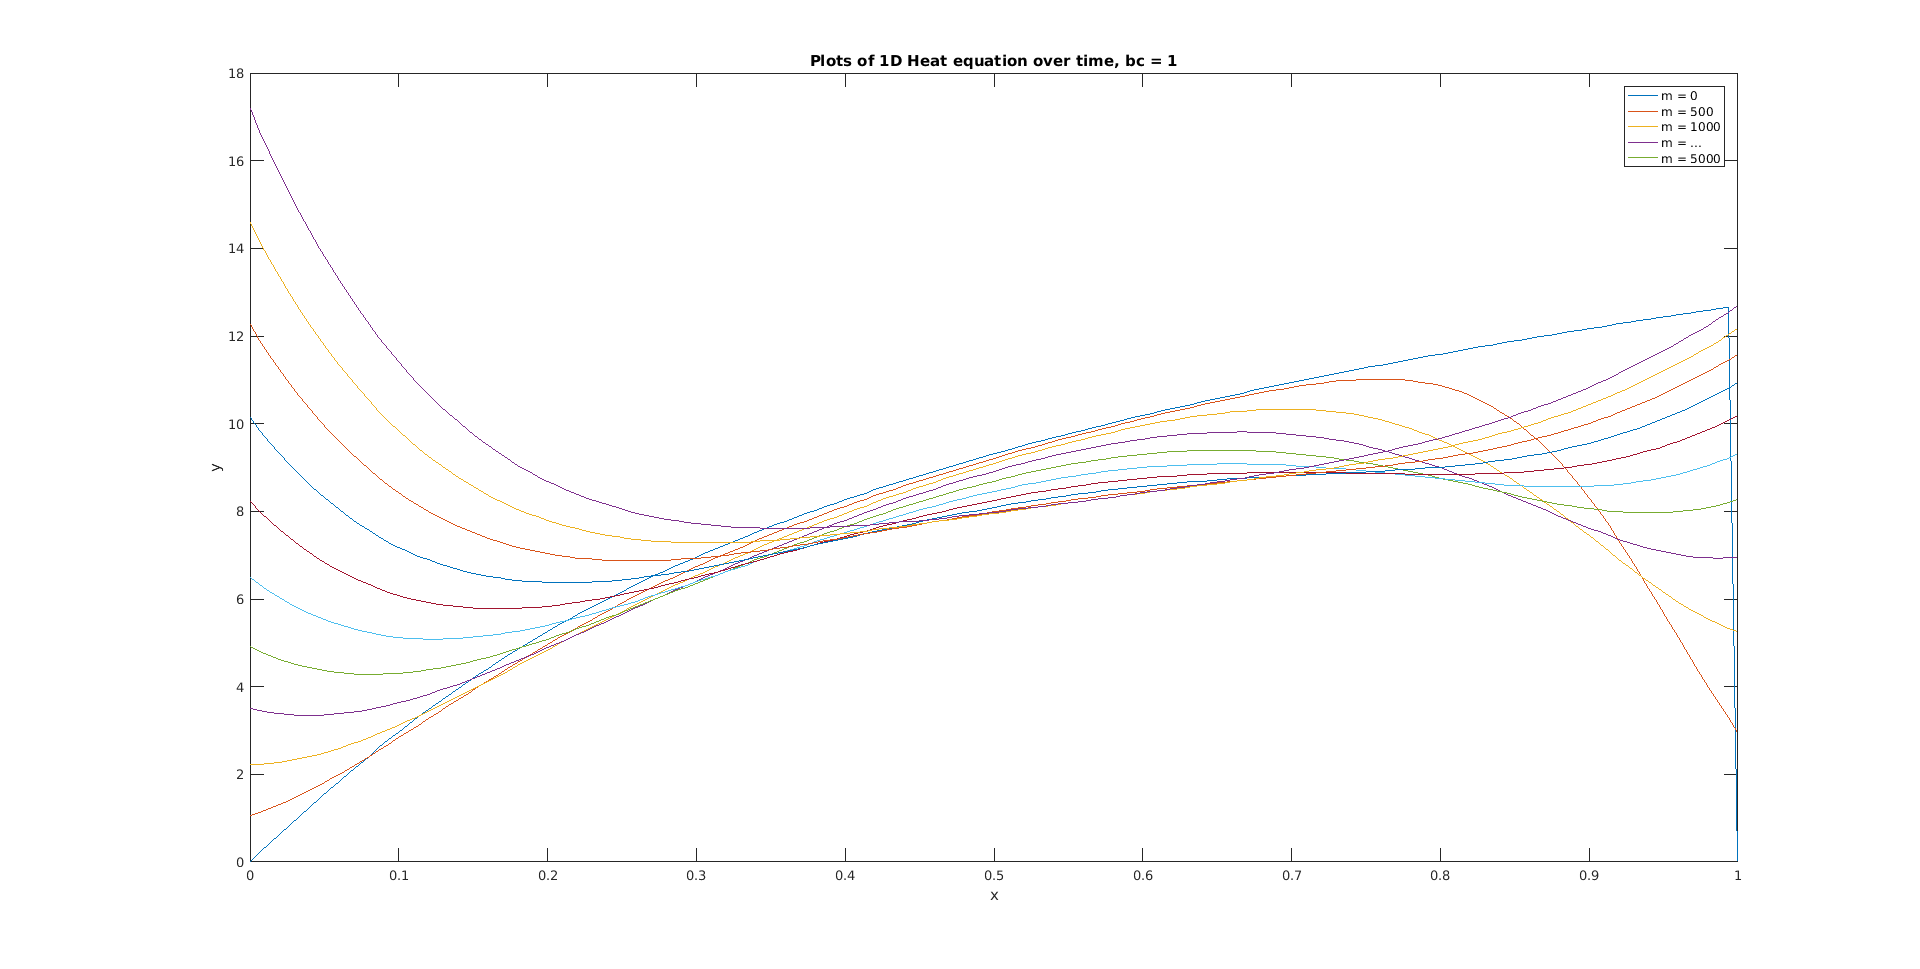 Plots of 1D Heat equation over time, bc = 1
18
16
14
12
10
8
6
4
2
0
y
m = 0
m = 500
m = 1000
m = ...
m = 5000
0 0.1 0.2 0.3 0.4 0.5 0.6 0.7 0.8 0.9 1
x